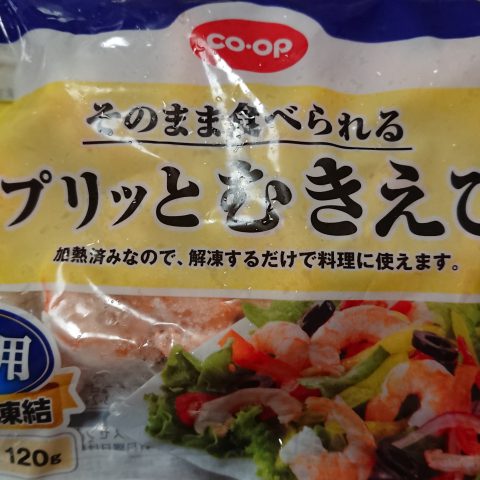 CO·OP
そのまま食べられる
プリッとむきえび
加熱済みなので、解凍するだけで料理に使えます。
用
凍結
120g